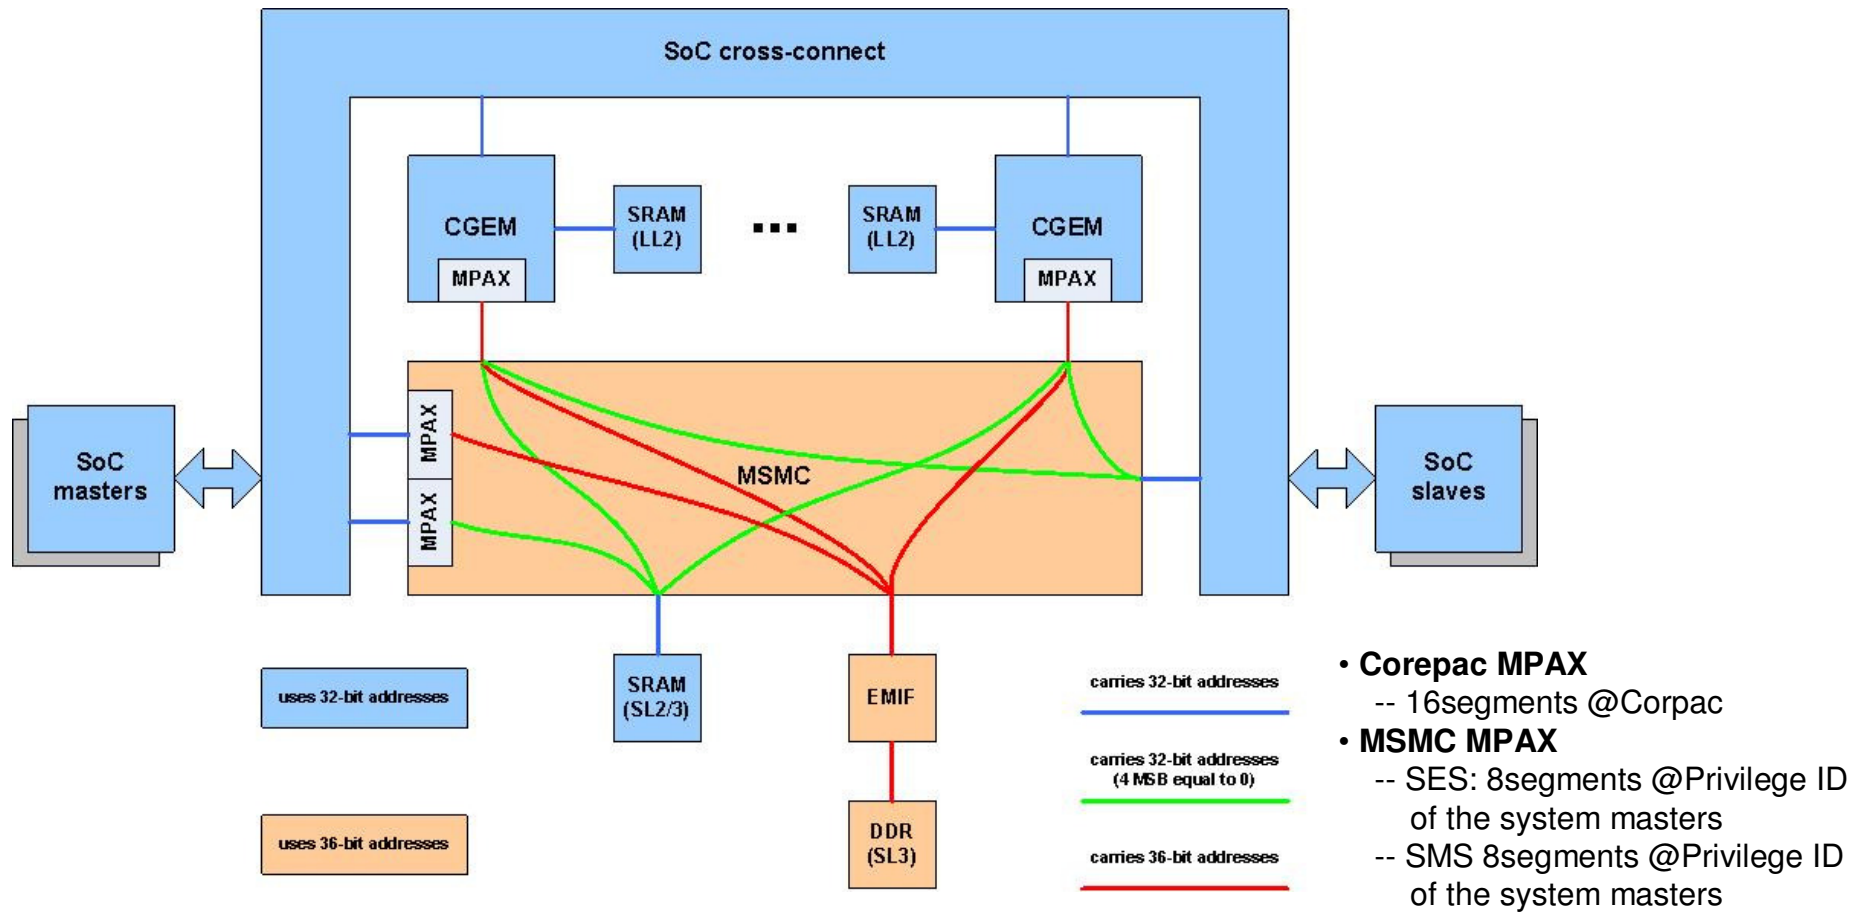 SoC cross-connect
CGEM
MPAX
SRAM
(LL2)
...
SRAM
(LL2)
CGEM
MPAX
SoC
masters
MPAX
MPAX
MSMC
SoC
slaves
uses 32-bit addresses
SRAM
(SL2/3)
EMIF
carries 32-bit addresses
carries 32-bit addresses
(4 MSB equal to 0)
uses 36-bit addresses
DDR
(SL3)
carries 36-bit addresses
• Corepac MPAX
-- 16segments @Corpac
• MSMC MPAX
-- SES: 8segments @Privilege ID
of the system masters
-- SMS 8segments @Privilege ID
of the system masters